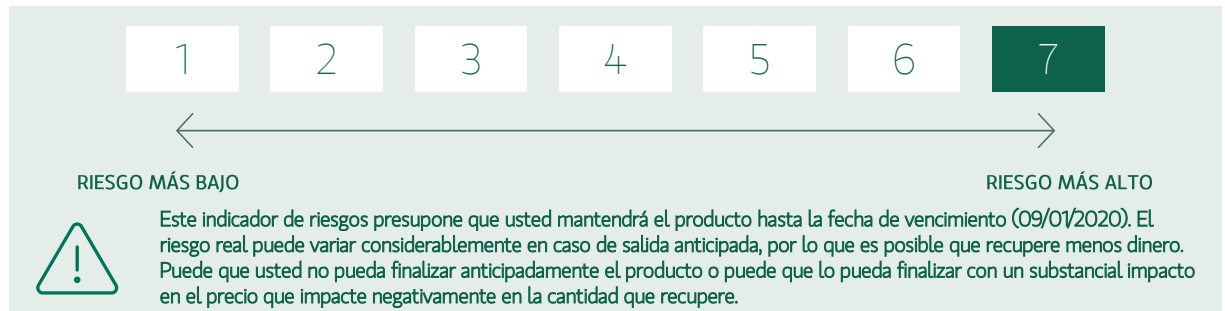 1 2 3 4 5 6 7
RIESGO MÁS BAJO RIESGO MÁS ALTO
Este indicador de riesgos presupone que usted mantendrá el producto hasta la fecha de vencimiento (09/01/2020). El
riesgo real puede variar considerablemente en caso de salida anticipada, por lo que es posible que recupere menos dinero.
Puede que usted no pueda finalizar anticipadamente el producto o puede que lo pueda finalizar con un substancial impacto
en el precio que impacte negativamente en la cantidad que recupere.